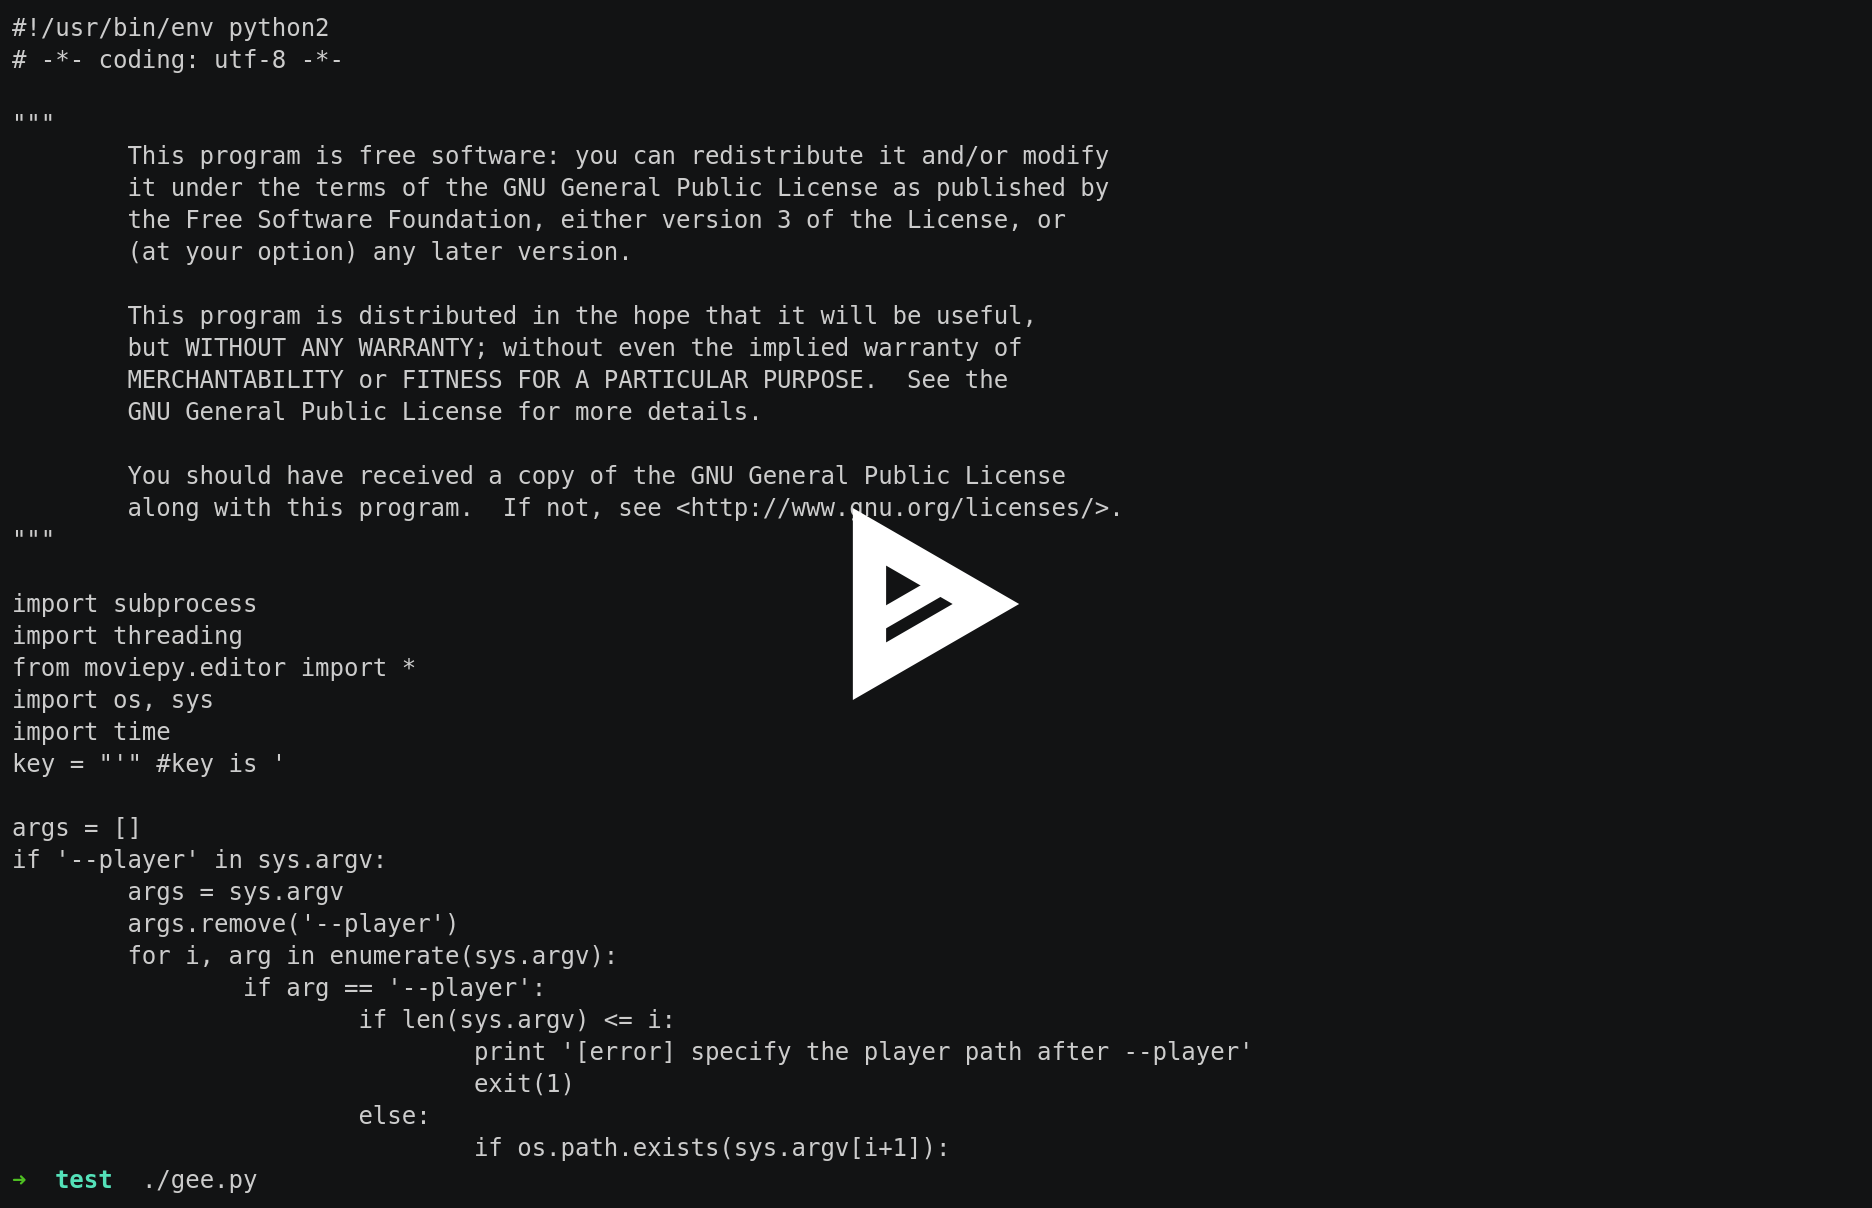 #!/usr/bin/env python2
# -*- coding: utf-8 -*-

"""
        This program is free software: you can redistribute it and/or modify
        it under the terms of the GNU General Public License as published by
        the Free Software Foundation, either version 3 of the License, or
        (at your option) any later version.

        This program is distributed in the hope that it will be useful,
        but WITHOUT ANY WARRANTY; without even the implied warranty of
        MERCHANTABILITY or FITNESS FOR A PARTICULAR PURPOSE.  See the
        GNU General Public License for more details.

        You should have received a copy of the GNU General Public License
        along with this program.  If not, see <http://www.gnu.org/licenses/>.
"""

import subprocess
import threading
from moviepy.editor import *
import os, sys
import time
key = "'" #key is '

args = []
if '--player' in sys.argv:
        args = sys.argv
        args.remove('--player')
        for i, arg in enumerate(sys.argv):
                if arg == '--player':
                        if len(sys.argv) <= i:
                                print '[error] specify the player path after --player'
                                exit(1)
                        else:
                                if os.path.exists(sys.argv[i+1]):
➜  test  ./gee.py